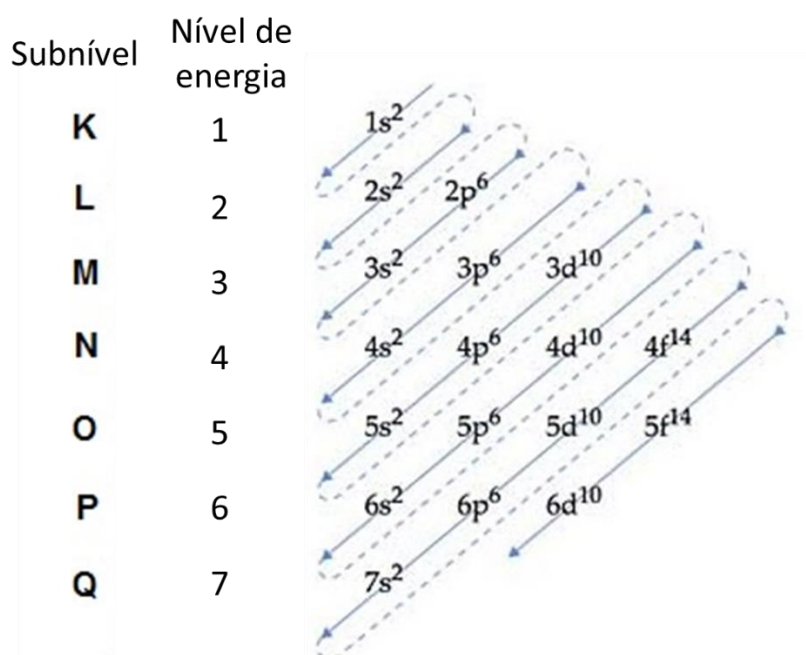 Subnível Nível de energia
K 1 1s²
L 2 2s² 2p⁶
M 3 3s² 3p⁶ 3d¹⁰
N 4 4s² 4p⁶ 4d¹⁰ 4f¹⁴
O 5 5s² 5p⁶ 5d¹⁰ 5f¹⁴
P 6 6s² 6p⁶ 6d¹⁰
Q 7 7s²